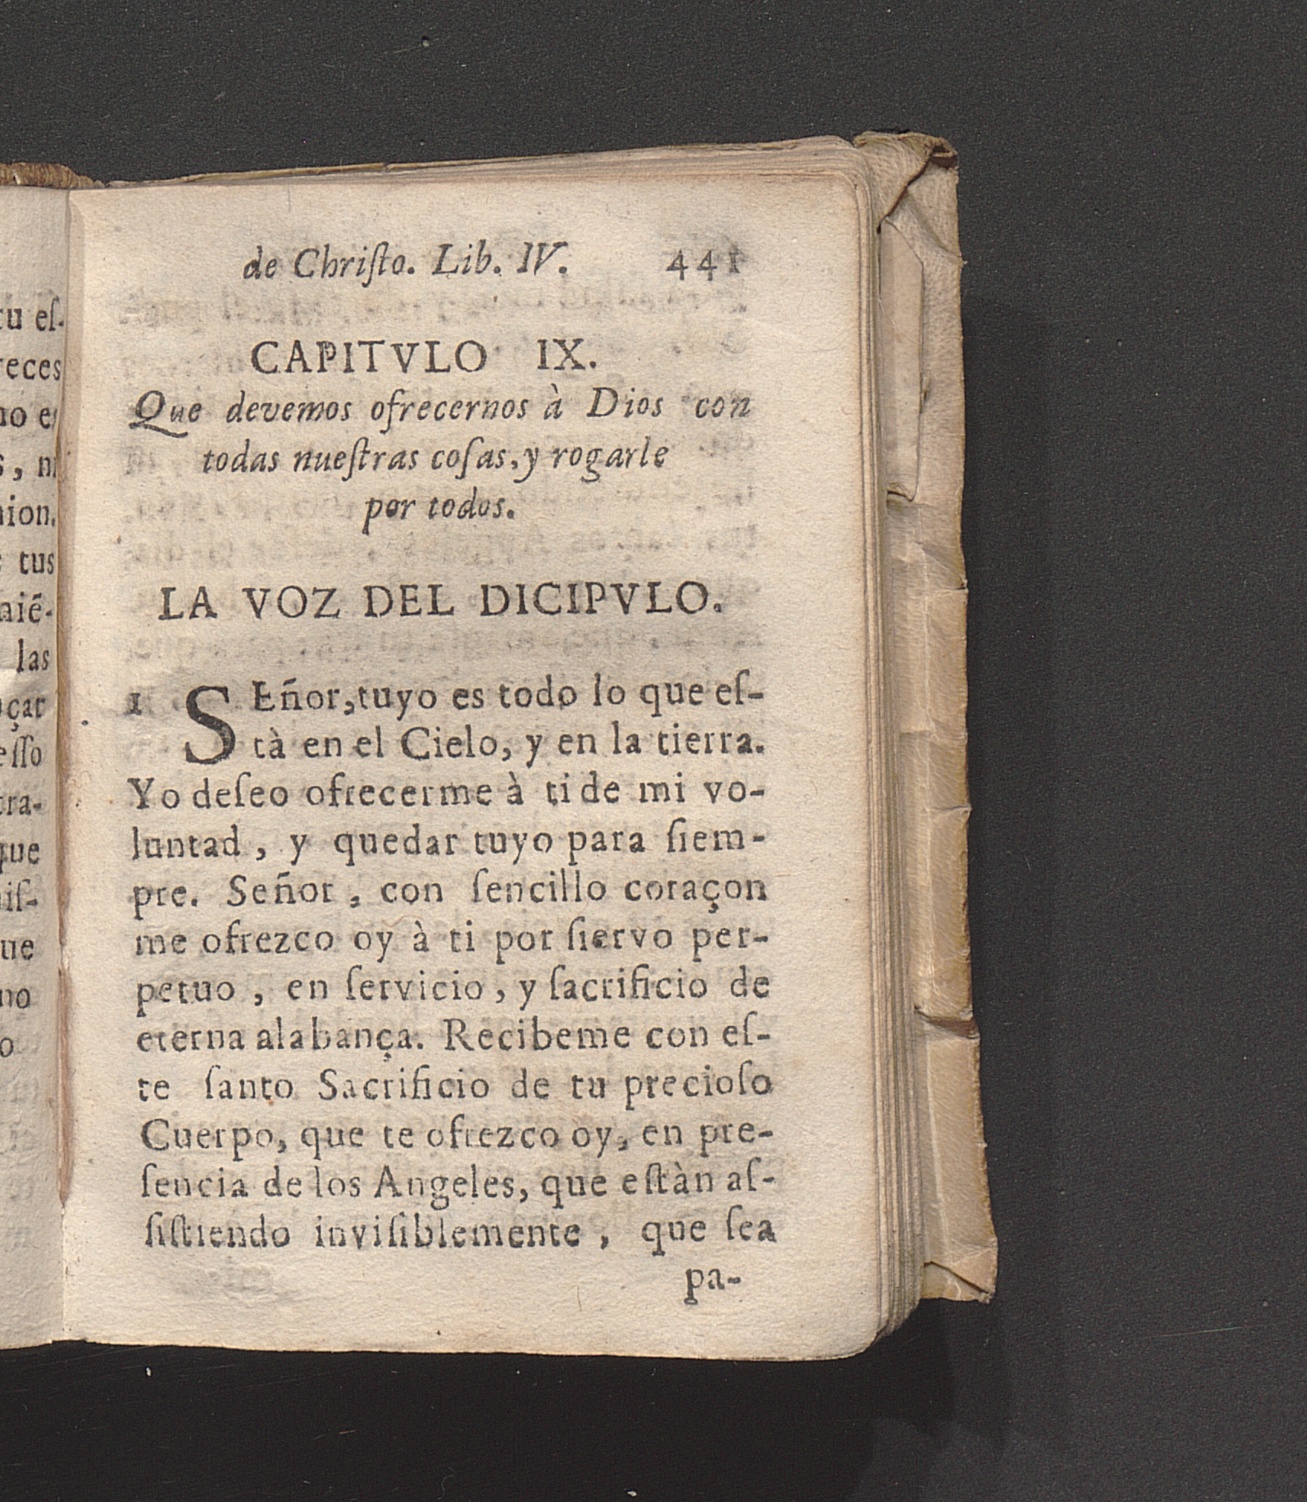 de Chriſto. Lib. IV. 441
CAPITVLO IX.
Que devemos ofrecernos à Dios con
todas nueſtras coſas, y rogarle
por todos.
LA VOZ DEL DICIPVLO.
1 SEñor, tuyo es todo lo que eſ-
tà en el Cielo, y en la tierra.
Yo deſeo ofrecerme à ti de mi vo-
luntad, y quedar tuyo para ſiem-
pre. Señor, con ſencillo coraçon
me ofrezco oy à ti por ſiervo per-
petuo, en ſervicio, y ſacrificio de
eterna alabança. Recibeme con eſ-
te ſanto Sacrificio de tu precioſo
Cuerpo, que te ofrezco oy, en pre-
ſencia de los Angeles, que eſtàn aſ-
ſiſtiendo inviſiblemente, que ſea
pa-
tus
las